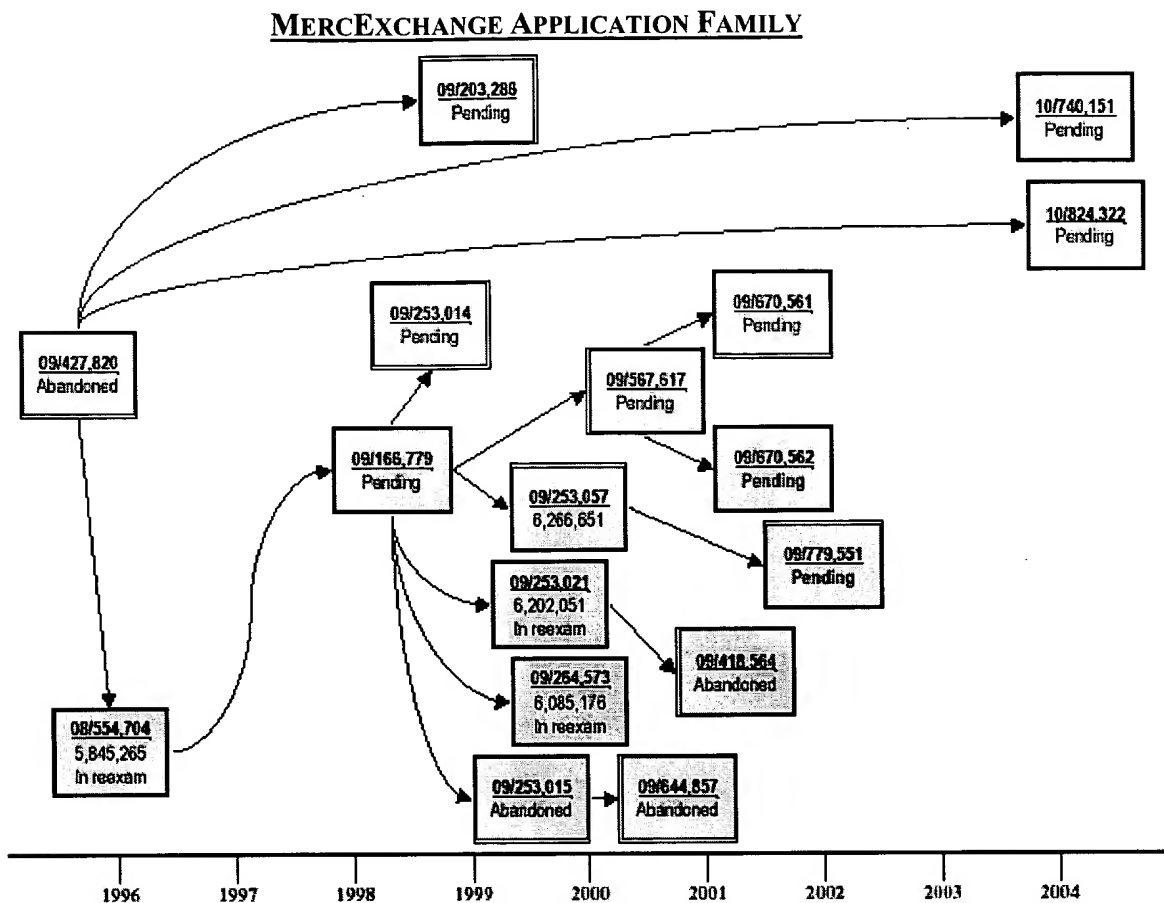 MERCEXCHANGE APPLICATION FAMILY
09/203,286
Pending
10/740,151
Pending
10/824,322
Pending
09/253,014
Pending
09/670,561
Pending
09/427,820
Abandoned
09/567,617
Pending
09/166,779
Pending
09/670,562
Pending
09/253,057
6,266,651
09/779,551
Pending
09/253,021
6,202,051
In reexam
09/418,564
Abandoned
09/264,573
6,085,176
In reexam
08/554,704
5,845,265
In reexam
09/253,015
Abandoned
09/644,857
Abandoned
1996
1997
1998
1999
2000
2001
2002
2003
2004